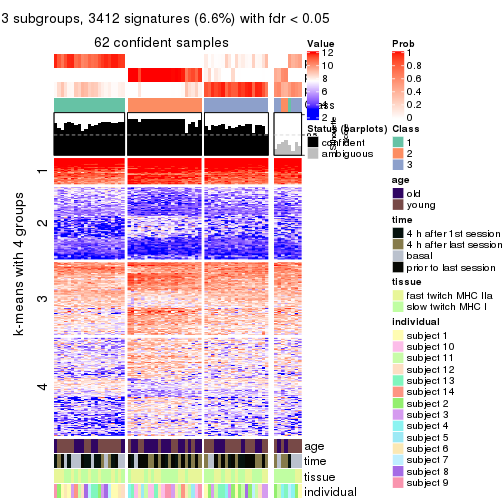 3 subgroups, 3412 signatures (6.6%) with fdr < 0.05
62 confident samples
k-means with 4 groups
1
2
3
4
age
time
tissue
individual
Value
12
10
8
6
4
2
Status (barplots)
confident
ambiguous
Prob
1
0.8
0.6
0.4
0.2
0
Class
1
2
3
age
old
young
time
4 h after 1st session
4 h after last session
basal
prior to last session
tissue
fast twitch MHC IIa
slow twitch MHC I
individual
subject 1
subject 10
subject 11
subject 12
subject 13
subject 14
subject 2
subject 3
subject 4
subject 5
subject 6
subject 7
subject 8
subject 9